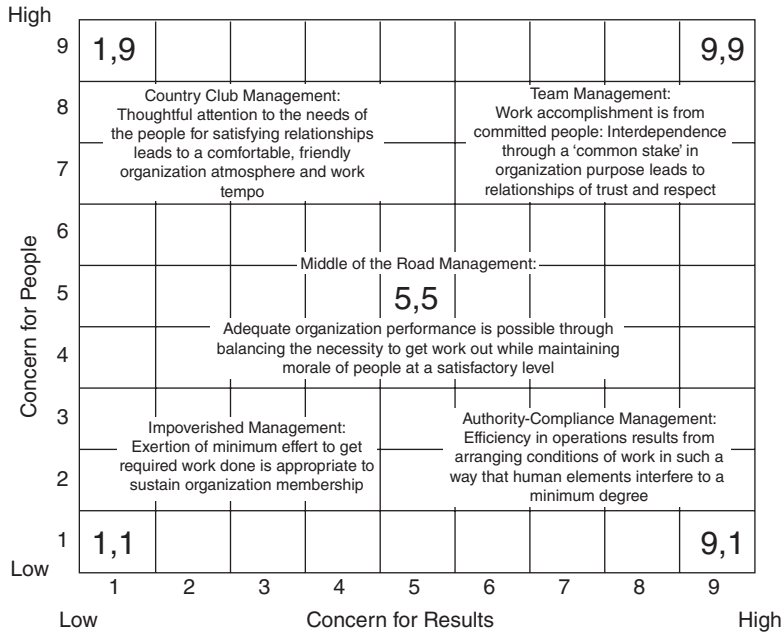 High
9
1,9
9,9
8
Country Club Management:
Thoughtful attention to the needs of
the people for satisfying relationships
leads to a comfortable, friendly
organization atmosphere and work
tempo
Team Management:
Work accomplishment is from
committed people: Interdependence
through a ‘common stake’ in
organization purpose leads to
relationships of trust and respect
7
6
Concern for People
Middle of the Road Management:
5
5,5
Adequate organization performance is possible through
balancing the necessity to get work out while maintaining
morale of people at a satisfactory level
4
3
Impoverished Management:
Exertion of minimum effert to get
required work done is appropriate to
sustain organization membership
Authority-Compliance Management:
Efficiency in operations results from
arranging conditions of work in such a
way that human elements interfere to a
minimum degree
2
1
1,1
9,1
Low
1 2 3 4 5 6 7 8 9
Low Concern for Results High